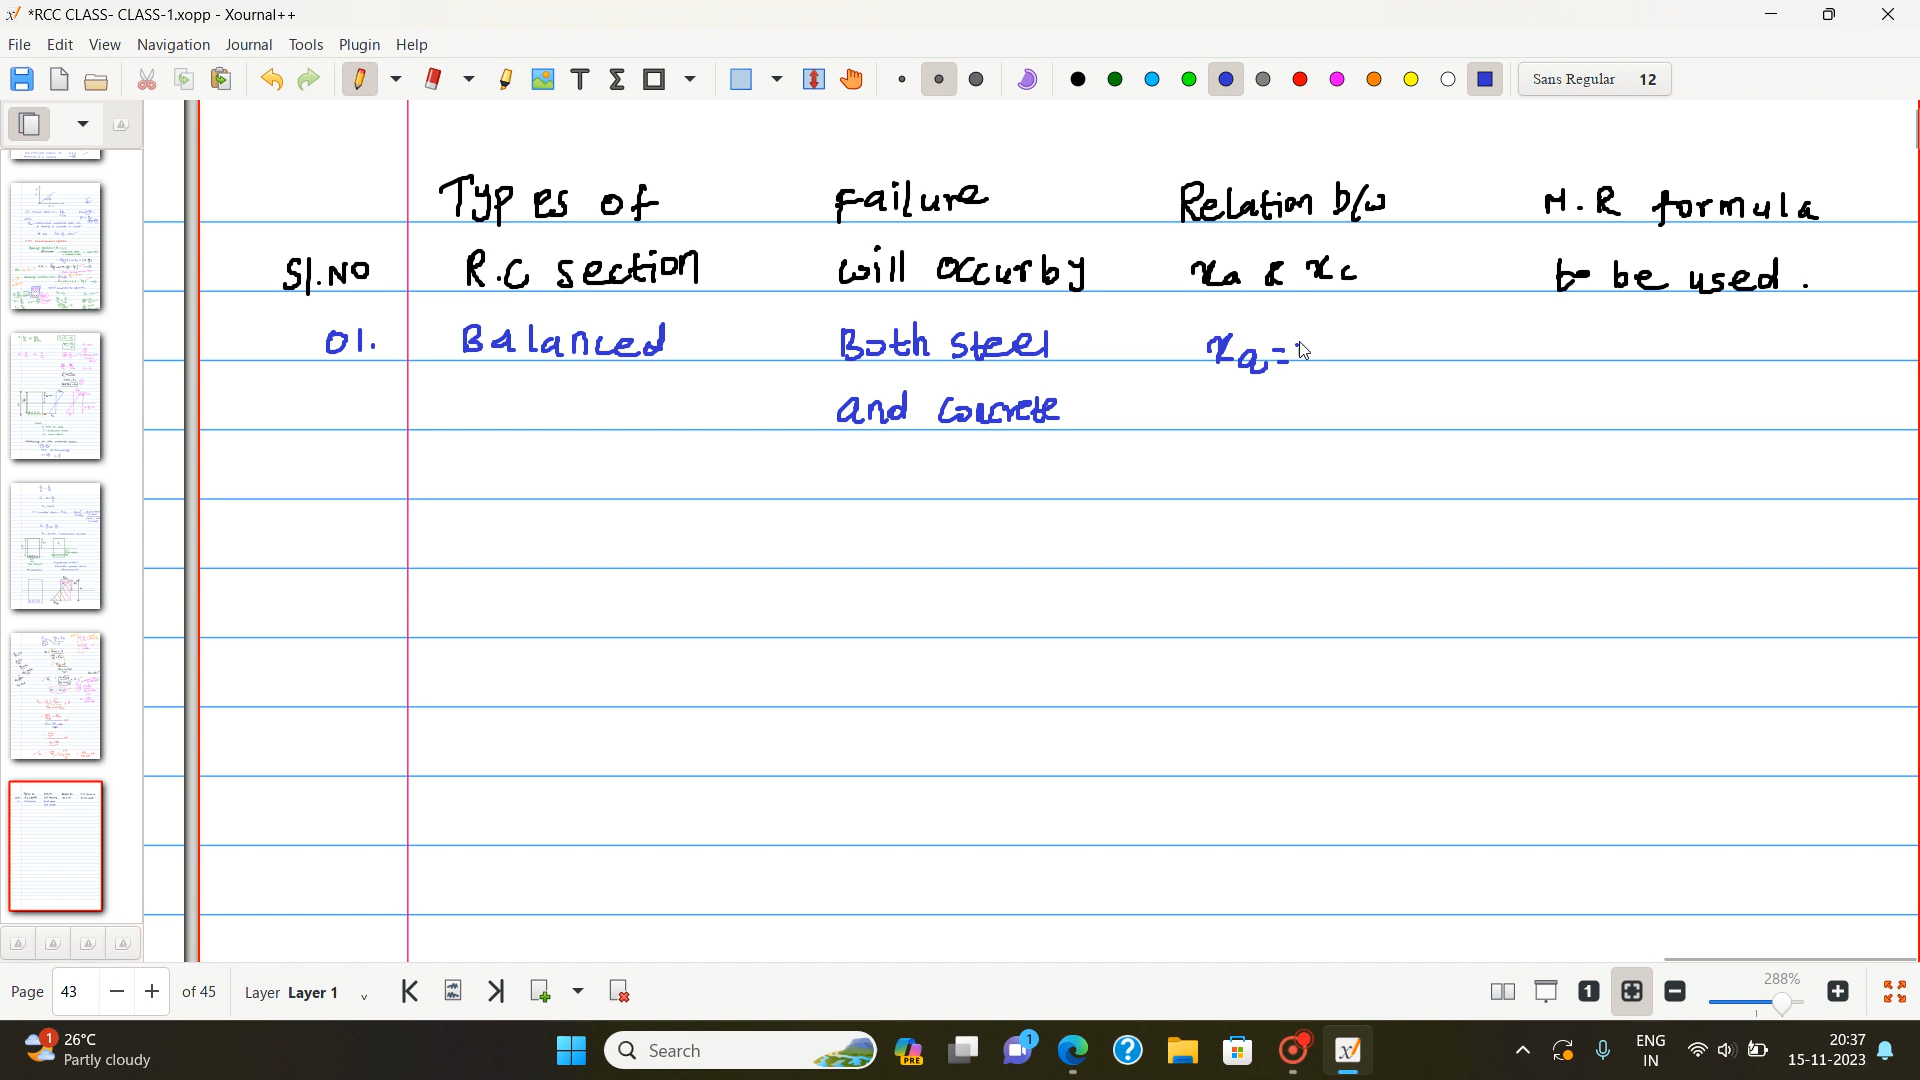 *RCC CLASS- CLASS-1.xopp - Xournal++
File Edit View Navigation Journal Tools Plugin Help
Sans Regular 12
Types of Failure Relation b/w M.R formula
Sl.NO R.C section will occur by xa & xc to be used.
01. Balanced Both steel xa =
and concrete
Page 43 of 45 Layer Layer 1 288%
26°C
Partly cloudy
Search
PRE
1
ENG
IN
20:37
15-11-2023